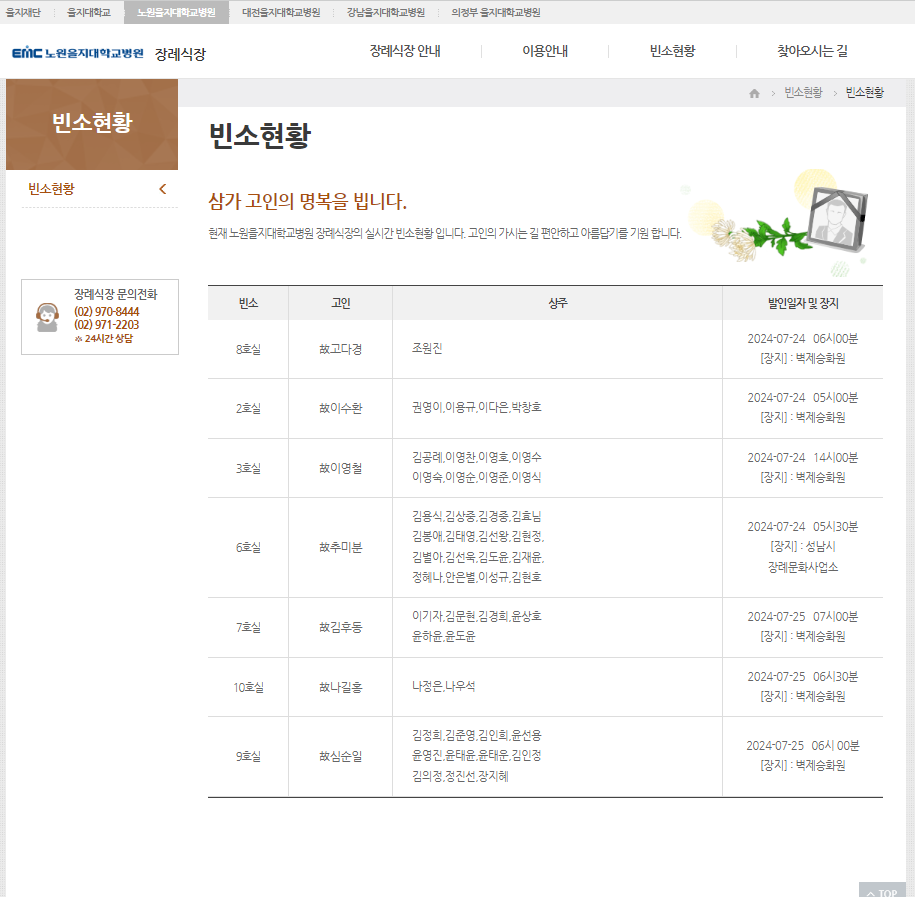 을지재단 을지대학교 노원을지대학교병원 대전을지대학교병원 강남을지대학교병원 의정부 을지대학교병원
EMC 노원을지대학교병원 장례식장 장례식장 안내 이용안내 빈소현황 찾아오시는 길
빈소현황 > 빈소현황
빈소현황
빈소현황
빈소현황
삼가 고인의 명복을 빕니다.
현재 노원을지대학교병원 장례식장의 실시간 빈소현황 입니다. 고인의 가시는 길 편안하고 아름답기를 기원 합니다.
장례식장 문의전화
(02) 970-8444
(02) 971-2203
※ 24시간 상담
빈소 고인 상주 발인일자 및 장지
8호실 故고다경 조원진 2024-07-24 06시00분
[장지] : 벽제승화원
2호실 故이수환 권영이,이용규,이다은,박창호 2024-07-24 05시00분
[장지] : 벽제승화원
3호실 故이영철 김공례,이영찬,이영호,이영수 2024-07-24 14시00분
이영숙,이영순,이영준,이영식 [장지] : 벽제승화원
6호실 故추미분 김용식,김상중,김경중,김효님 2024-07-24 05시30분
김봉애,김태영,김선왕,김현정, [장지] : 성남시
김별아,김선욱,김도윤,김재윤, 장례문화사업소
정혜나,안은별,이성규,김현호
7호실 故김후동 이기자,김문현,김경희,윤상호 2024-07-25 07시00분
윤하윤,윤도윤 [장지] : 벽제승화원
10호실 故나길홍 나정은,나우석 2024-07-25 06시30분
[장지] : 벽제승화원
9호실 故심순일 김정희,김준영,김인희,윤선용 2024-07-25 06시 00분
윤영진,윤태윤,윤태운,김인정 [장지] : 벽제승화원
김의정,정진선,장지혜
TOP